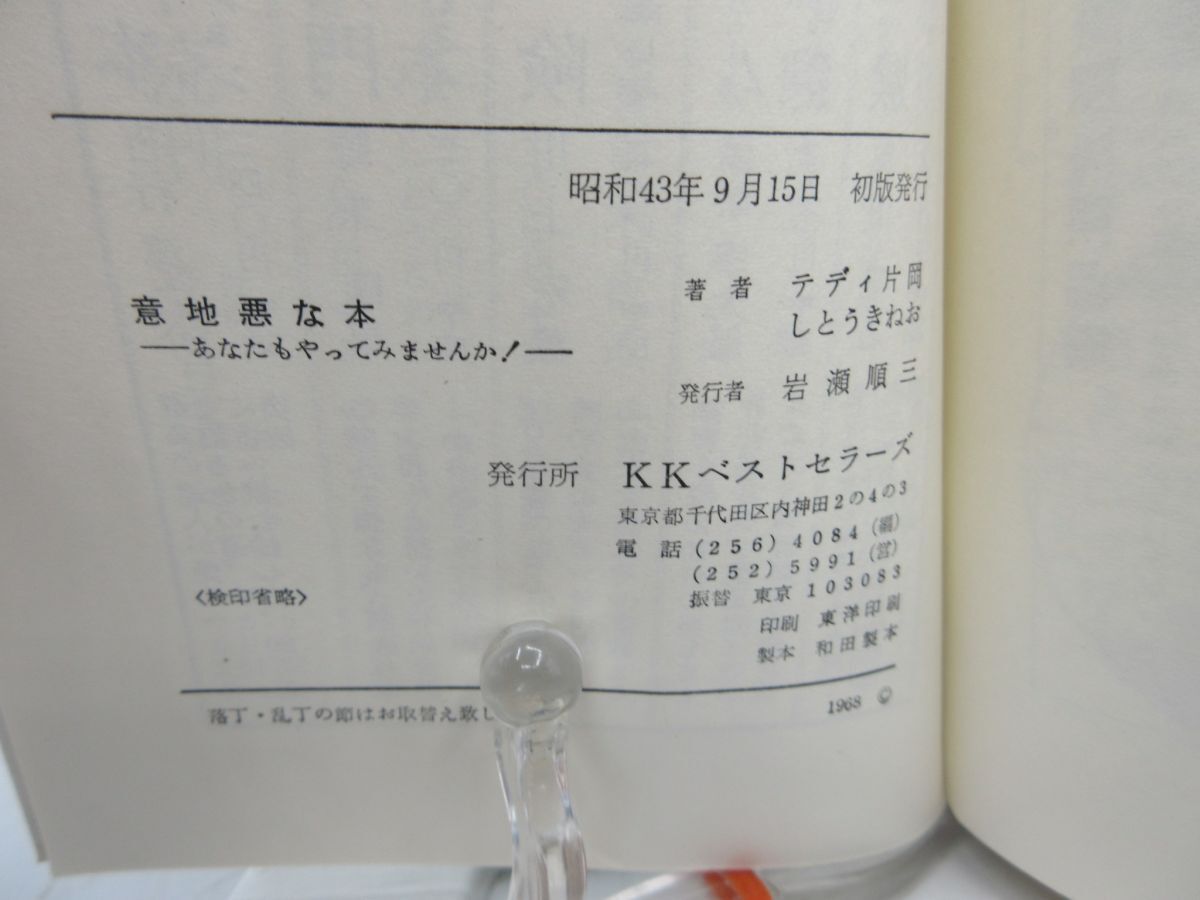 昭和43年9月15日　初版発行
意地悪な本
──あなたもやってみませんか！──
著者　テディ片岡
しとうきねお
発行者　岩瀬順三
発行所　KKベストセラーズ
東京都千代田区内神田2の4の3
電話（256）4084（編）
（252）5991（営）
振替　東京　103083
印刷　東洋印刷
製本　和田製本
〈検印省略〉
落丁・乱丁の節はお取替え致し
1968 ©